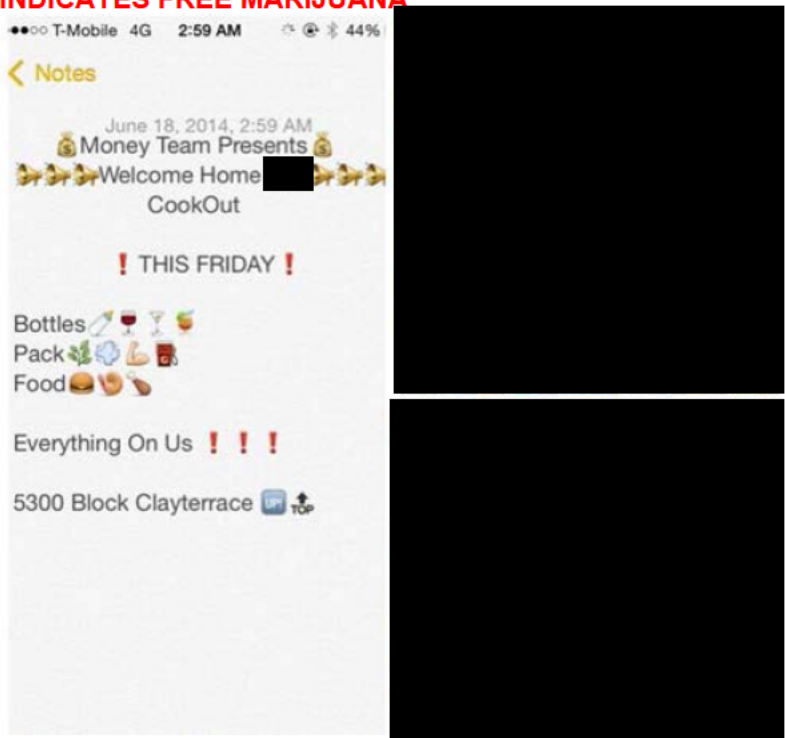 INDICATES FREE MARIJUANA
●●○○ T-Mobile 4G 2:59 AM 44%
Notes
June 18, 2014, 2:59 AM
💰Money Team Presents💰
📣📣📣Welcome Home 📣📣📣
CookOut
❗THIS FRIDAY❗
Bottles🍼🍷🍸🍹
Pack🌿💨💪⛽
Food🍔🍤🍗
Everything On Us❗❗❗
5300 Block Clayterrace 🆙🔝